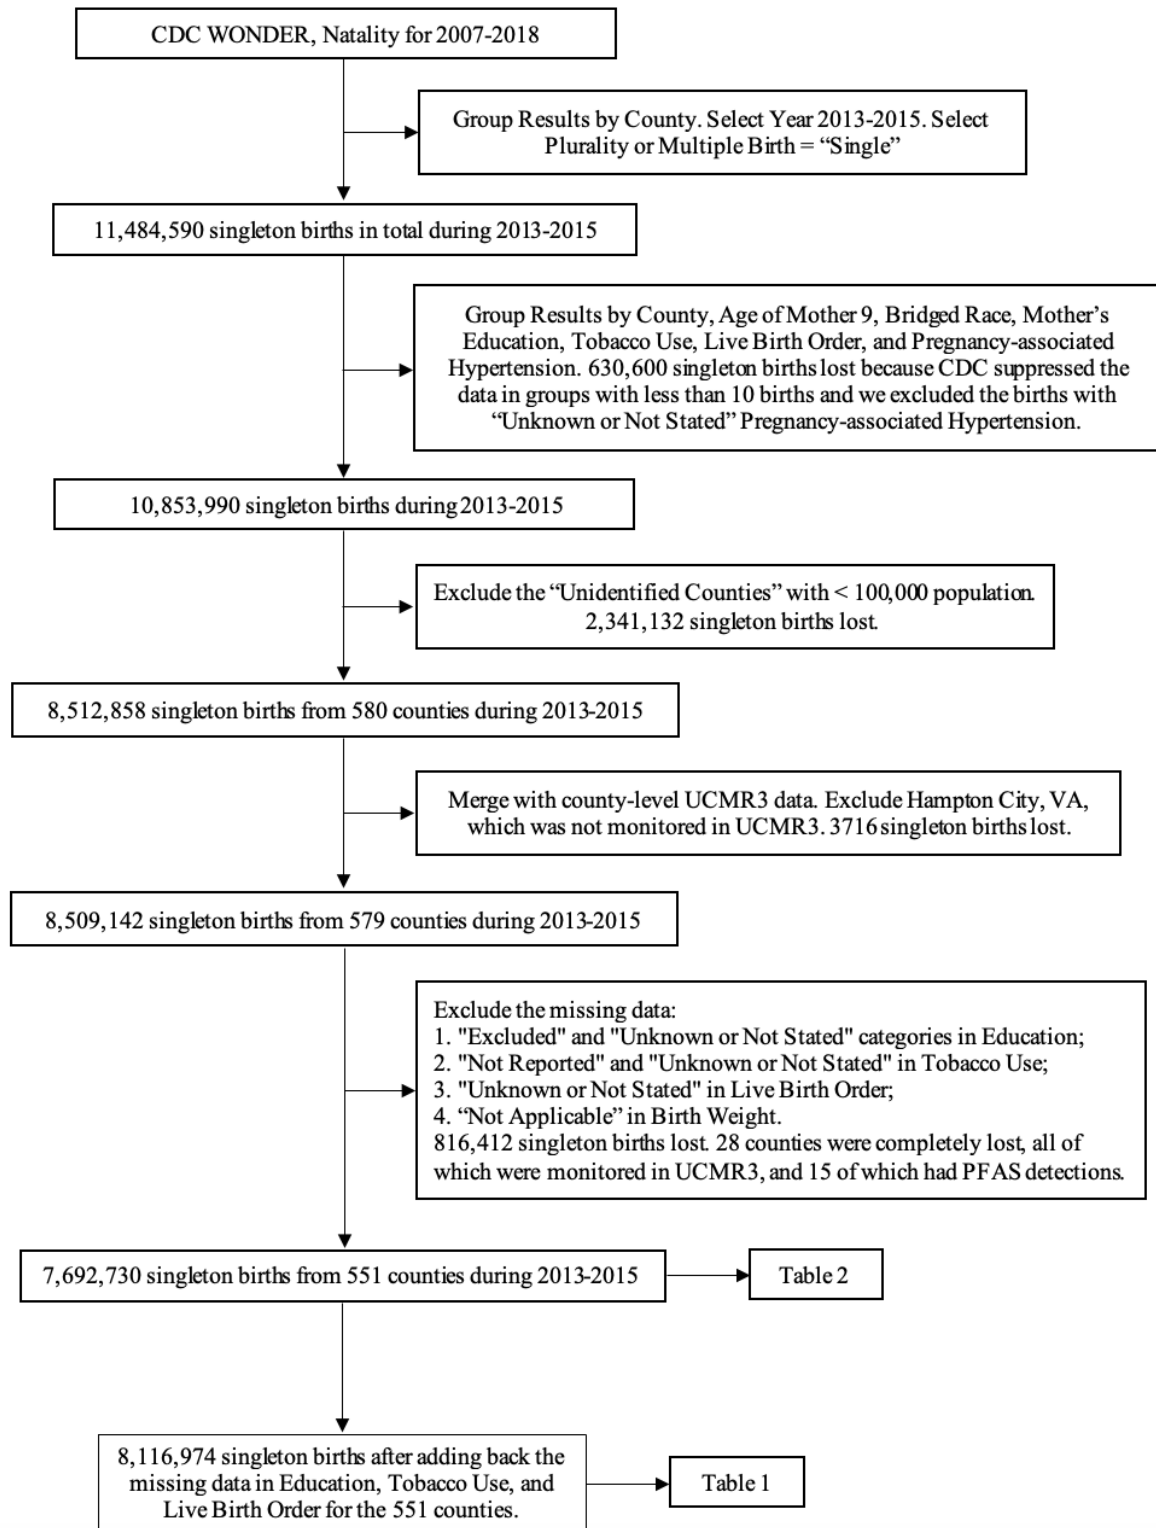 CDC WONDER, Natality for 2007-2018
Group Results by County. Select Year 2013-2015. Select
Plurality or Multiple Birth = “Single”
11,484,590 singleton births in total during 2013-2015
Group Results by County, Age of Mother 9, Bridged Race, Mother’s
Education, Tobacco Use, Live Birth Order, and Pregnancy-associated
Hypertension. 630,600 singleton births lost because CDC suppressed the
data in groups with less than 10 births and we excluded the births with
“Unknown or Not Stated” Pregnancy-associated Hypertension.
10,853,990 singleton births during 2013-2015
Exclude the “Unidentified Counties” with < 100,000 population.
2,341,132 singleton births lost.
8,512,858 singleton births from 580 counties during 2013-2015
Merge with county-level UCMR3 data. Exclude Hampton City, VA,
which was not monitored in UCMR3. 3716 singleton births lost.
8,509,142 singleton births from 579 counties during 2013-2015
Exclude the missing data:
1. "Excluded" and "Unknown or Not Stated" categories in Education;
2. "Not Reported" and "Unknown or Not Stated" in Tobacco Use;
3. "Unknown or Not Stated" in Live Birth Order;
4. “Not Applicable” in Birth Weight.
816,412 singleton births lost. 28 counties were completely lost, all of
which were monitored in UCMR3, and 15 of which had PFAS detections.
7,692,730 singleton births from 551 counties during 2013-2015
Table 2
8,116,974 singleton births after adding back the
missing data in Education, Tobacco Use, and
Live Birth Order for the 551 counties.
Table 1